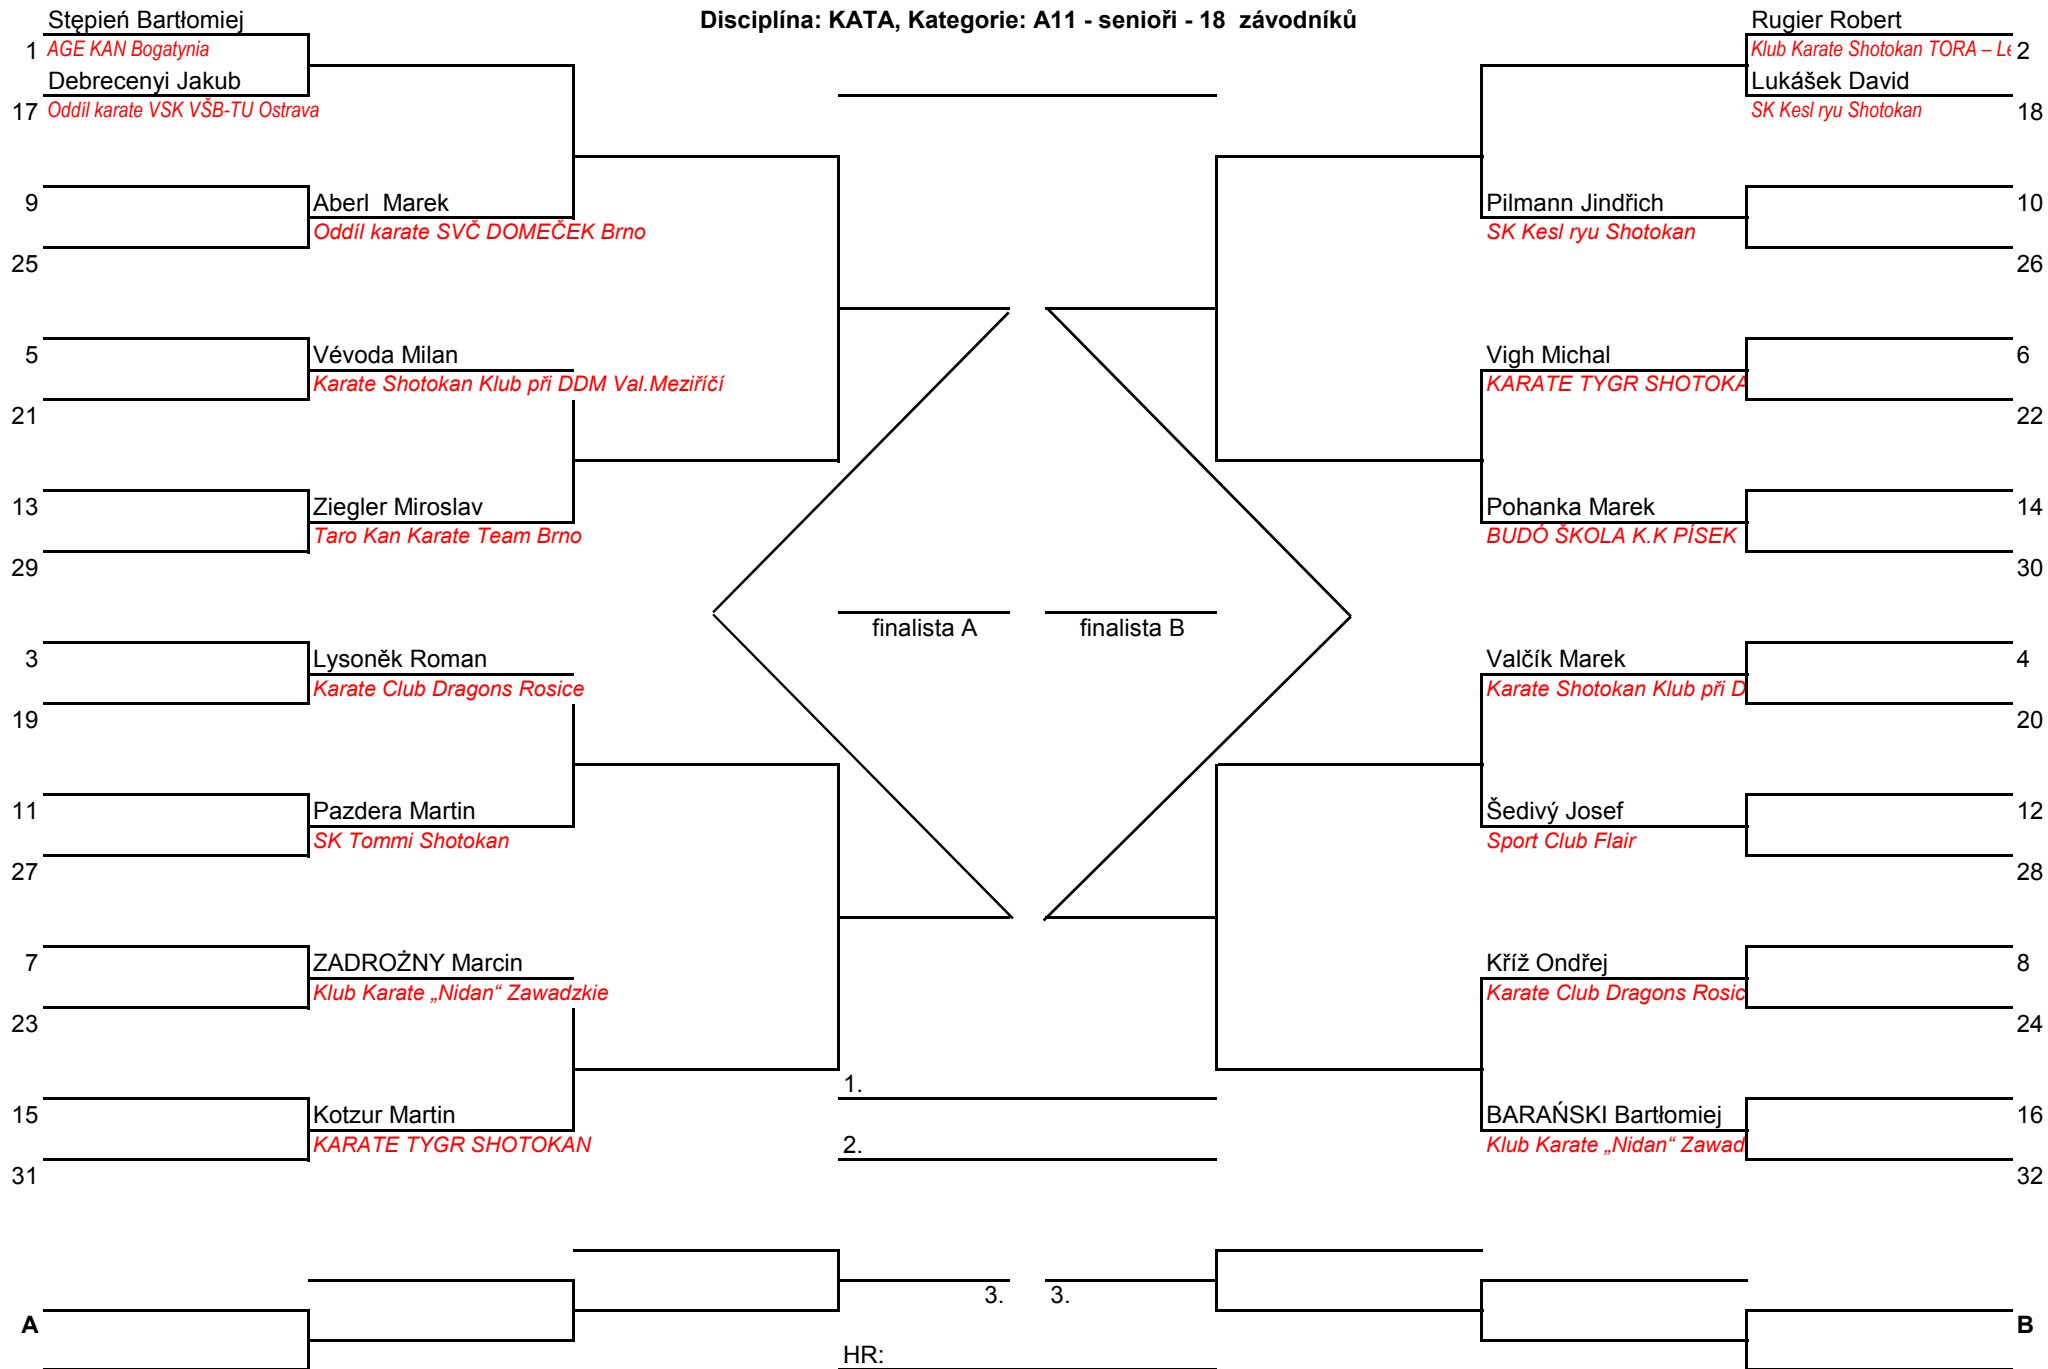 Disciplína: KATA, Kategorie: A11 - senioři - 18 závodníků
Stępień Bartłomiej
1 AGE KAN Bogatynia
Debrecenyi Jakub
17 Oddíl karate VSK VŠB-TU Ostrava
9
Aberl Marek
Oddíl karate SVČ DOMEČEK Brno
25
5
Vévoda Milan
Karate Shotokan Klub při DDM Val.Meziříčí
21
13
Ziegler Miroslav
Taro Kan Karate Team Brno
29
3
Lysoněk Roman
Karate Club Dragons Rosice
19
11
Pazdera Martin
SK Tommi Shotokan
27
7
ZADROŻNY Marcin
Klub Karate „Nidan“ Zawadzkie
23
15
Kotzur Martin
KARATE TYGR SHOTOKAN
31
A
finalista A
finalista B
1.
2.
3.
3.
HR:
Rugier Robert
Klub Karate Shotokan TORA – Le 2
Lukášek David
SK Kesl ryu Shotokan 18
Pilmann Jindřich
10
SK Kesl ryu Shotokan
26
Vigh Michal
6
KARATE TYGR SHOTOKA
22
Pohanka Marek
14
BUDÓ ŠKOLA K.K PÍSEK
30
Valčík Marek
4
Karate Shotokan Klub při D
20
Šedivý Josef
12
Sport Club Flair
28
Kříž Ondřej
8
Karate Club Dragons Rosic
24
BARAŃSKI Bartłomiej
16
Klub Karate „Nidan“ Zawad
32
B